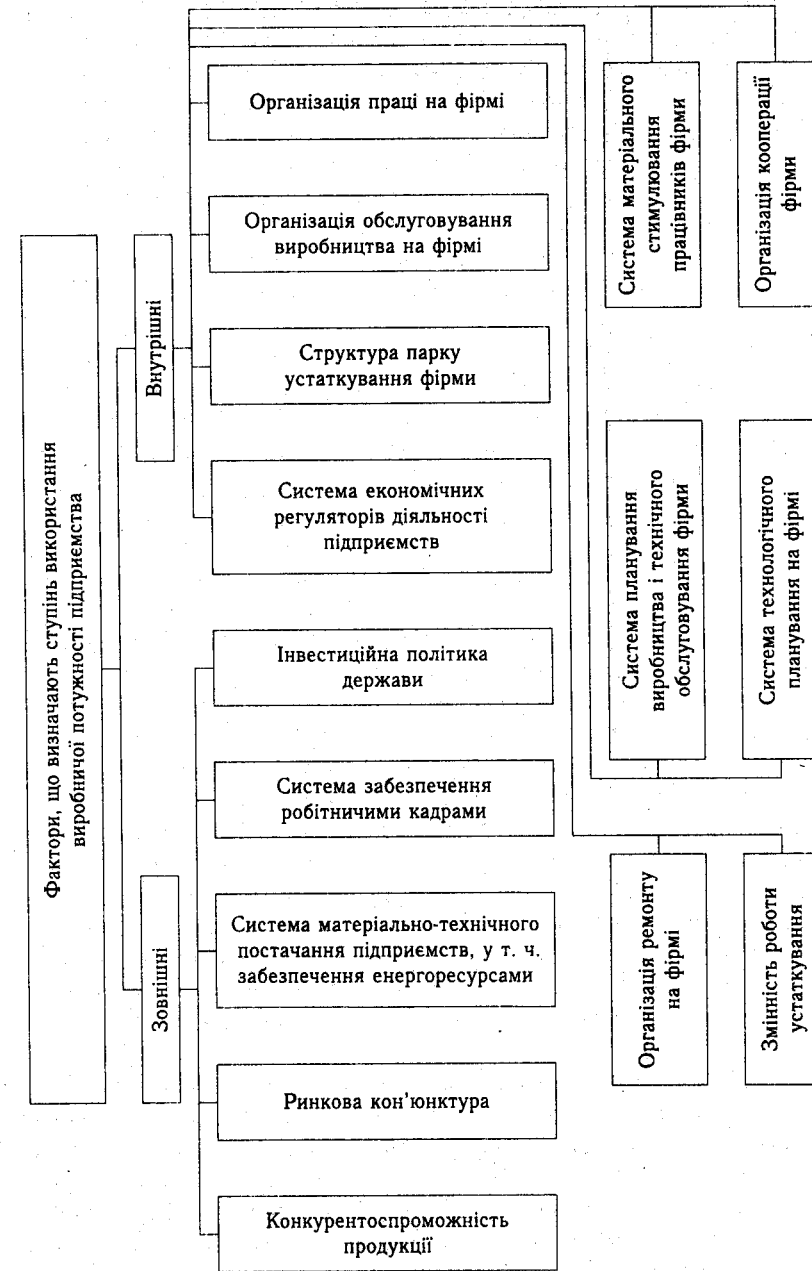 Фактори, що визначають ступінь використання
виробничої потужності підприємства
Зовнішні
Внутрішні
Конкурентоспроможність
продукції
Ринкова кон'юнктура
Система матеріально-технічного
постачання підприємств, у т. ч.
забезпечення енергоресурсами
Система забезпечення
робітничими кадрами
Інвестиційна політика
держави
Система економічних
регуляторів діяльності
підприємств
Структура парку
устаткування фірми
Організація обслуговування
виробництва на фірмі
Організація праці на фірмі
Організація ремонту
на фірмі
Змінність роботи
устаткування
Система планування
виробництва і технічного
обслуговування фірми
Система технологічного
планування на фірмі
Система матеріального
стимулювання
працівників фірми
Організація кооперації
фірми